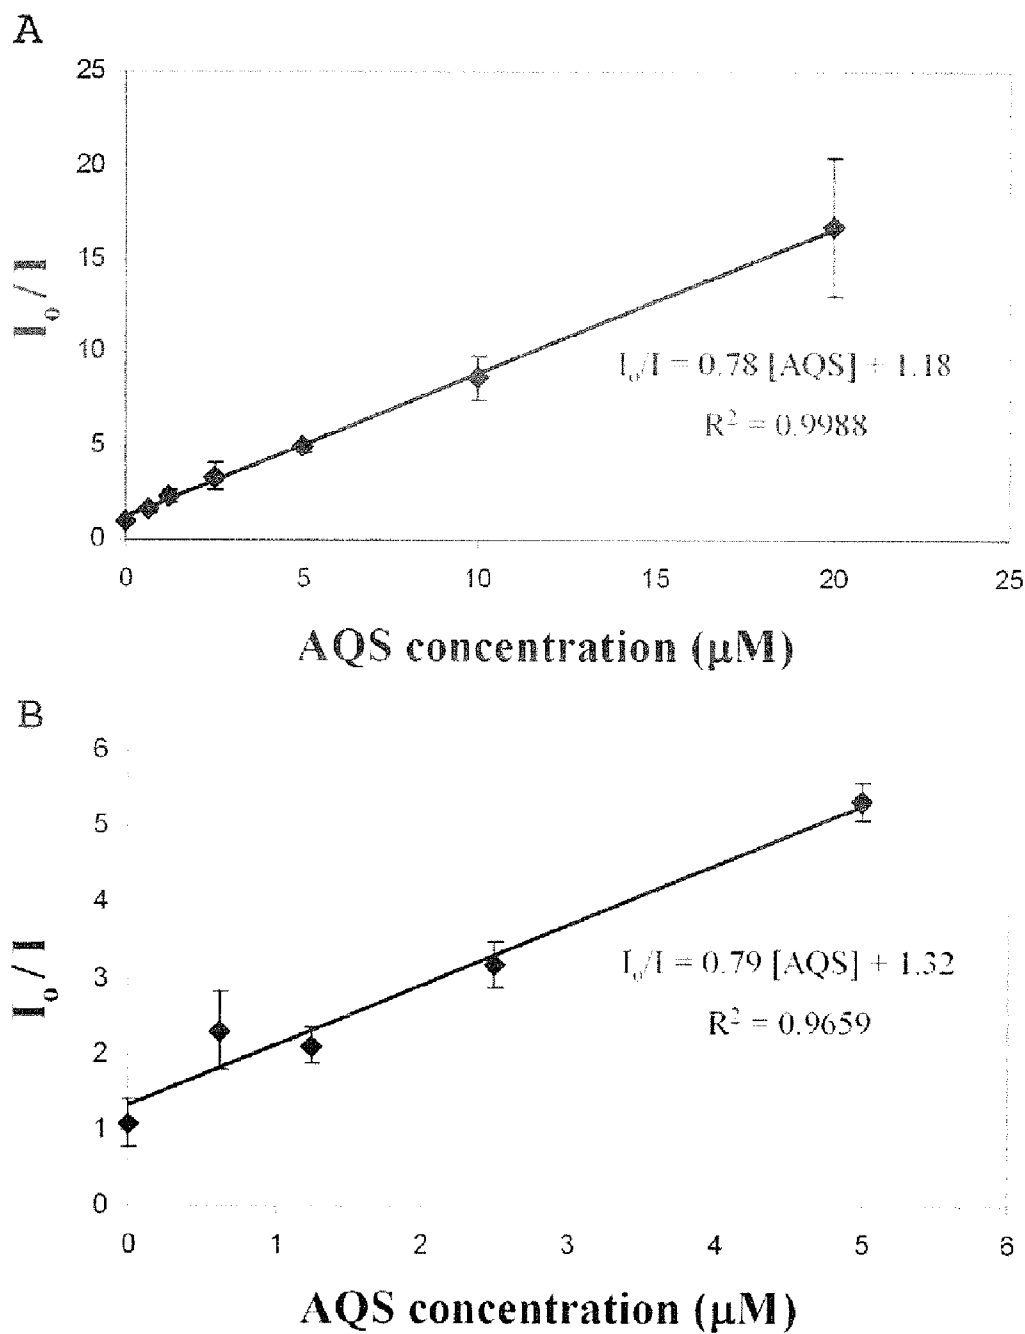 A
25
20
15
10
5
0
I₀/I
I₀/I = 0.78 [AQS] + 1.18
R² = 0.9988
0 5 10 15 20 25
AQS concentration (μM)
B
6
5
4
3
2
1
0
I₀/I
I₀/I = 0.79 [AQS] + 1.32
R² = 0.9659
0 1 2 3 4 5 6
AQS concentration (μM)